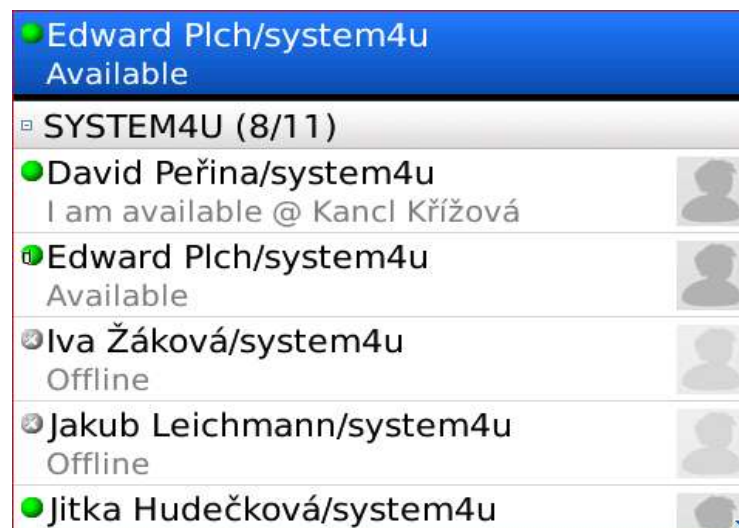 Edward Plch/system4u
Available
SYSTEM4U (8/11)
David Peřina/system4u
I am available @ Kancl Křížová
Edward Plch/system4u
Available
Iva Žáková/system4u
Offline
Jakub Leichmann/system4u
Offline
Jitka Hudečková/system4u